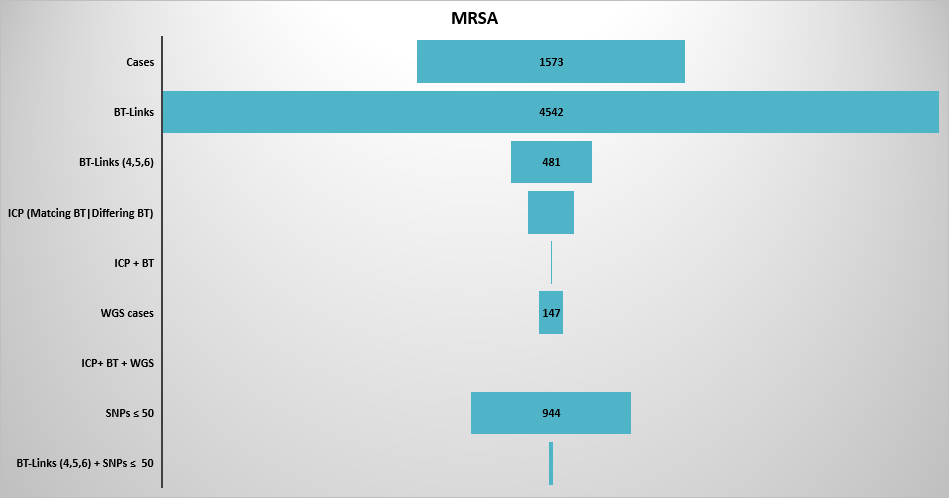 MRSA
Cases
1573
BT-Links
4542
BT-Links (4,5,6)
481
ICP (Matcing BT|Differing BT)
ICP + BT
WGS cases
147
ICP+ BT + WGS
SNPs ≤ 50
944
BT-Links (4,5,6) + SNPs ≤ 50